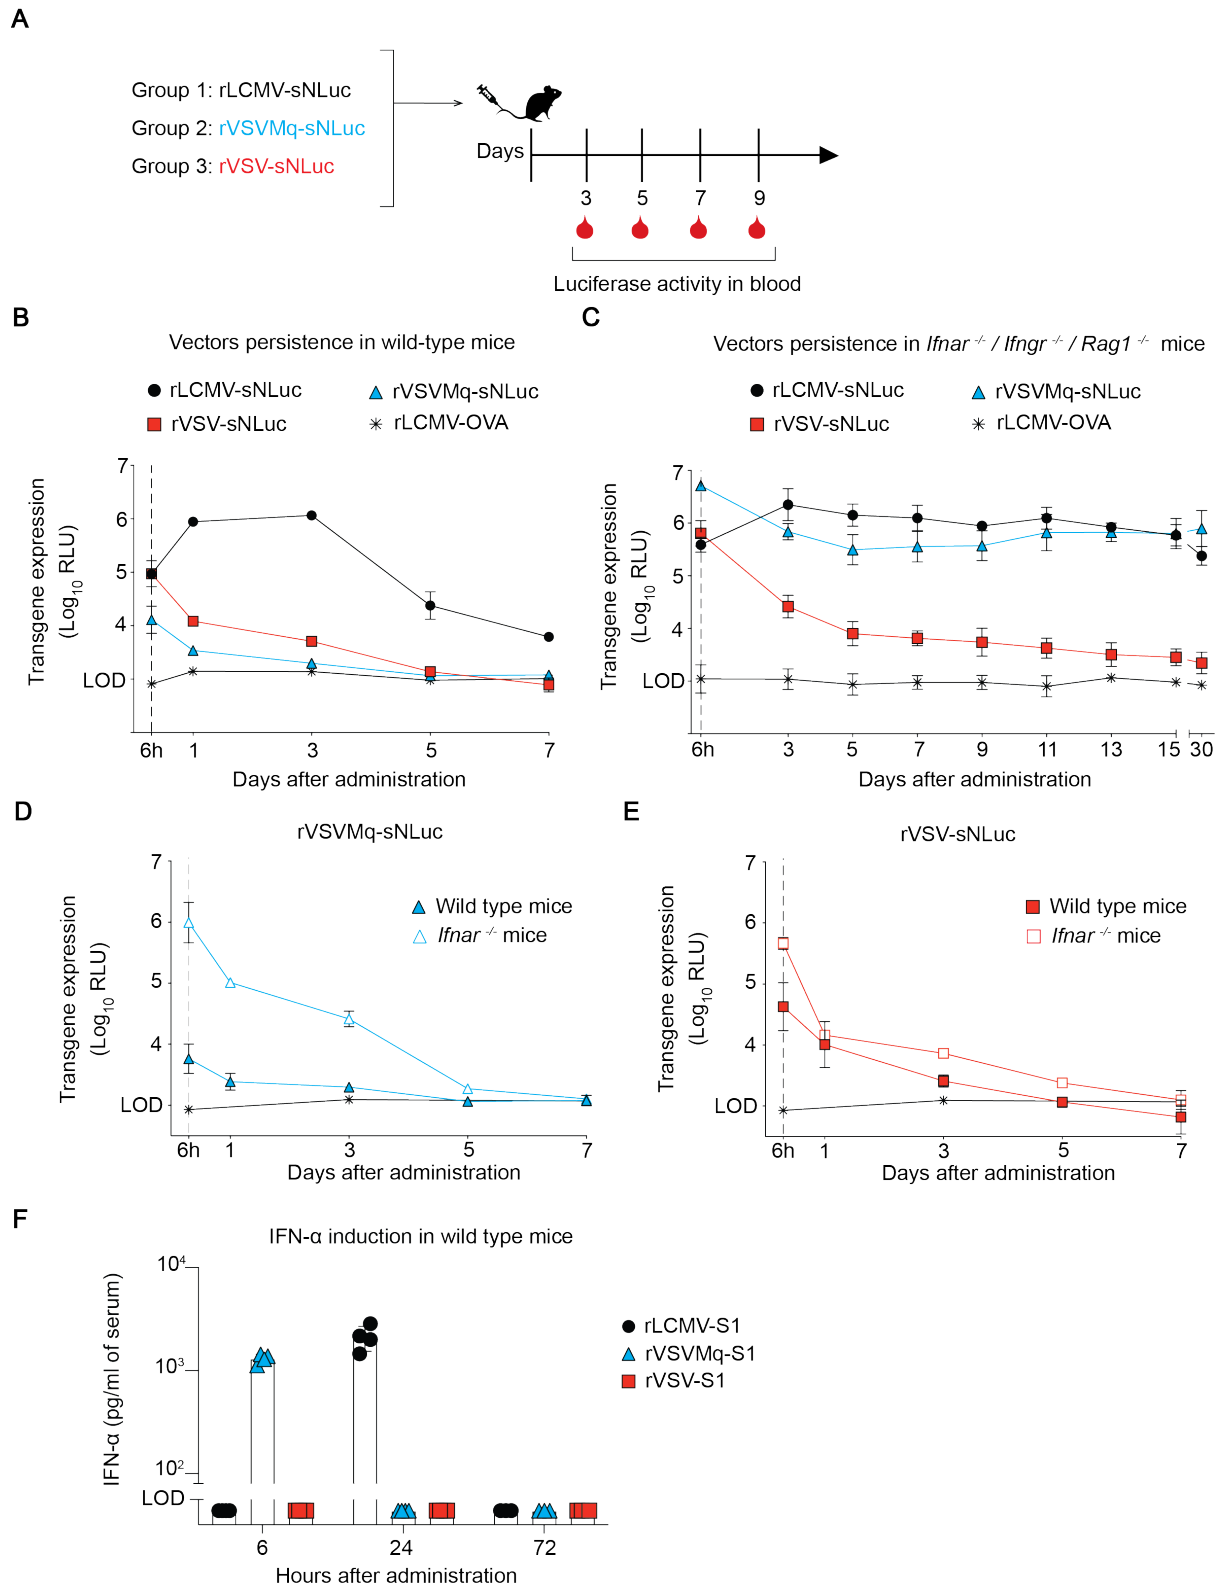 A
Group 1: rLCMV-sNLuc
Group 2: rVSVMq-sNLuc
Group 3: rVSV-sNLuc
Days
3 5 7 9
Luciferase activity in blood
B
Vectors persistence in wild-type mice
rLCMV-sNLuc rVSVMq-sNLuc
rVSV-sNLuc rLCMV-OVA
Transgene expression
(Log10 RLU)
7
6
5
4
LOD
6h 1 3 5 7
Days after administration
C
Vectors persistence in Ifnar -/- / Ifngr -/- / Rag1 -/- mice
rLCMV-sNLuc rVSVMq-sNLuc
rVSV-sNLuc rLCMV-OVA
Transgene expression
(Log10 RLU)
7
6
5
4
LOD
6h 3 5 7 9 11 13 15 30
Days after administration
D
rVSVMq-sNLuc
Wild type mice
Ifnar -/- mice
Transgene expression
(Log10 RLU)
7
6
5
4
LOD
6h 1 3 5 7
Days after administration
E
rVSV-sNLuc
Wild type mice
Ifnar -/- mice
Transgene expression
(Log10 RLU)
7
6
5
4
LOD
6h 1 3 5 7
Days after administration
F
IFN-α induction in wild type mice
IFN-α (pg/ml of serum)
10^4
10^3
10^2
LOD
rLCMV-S1
rVSVMq-S1
rVSV-S1
6 24 72
Hours after administration